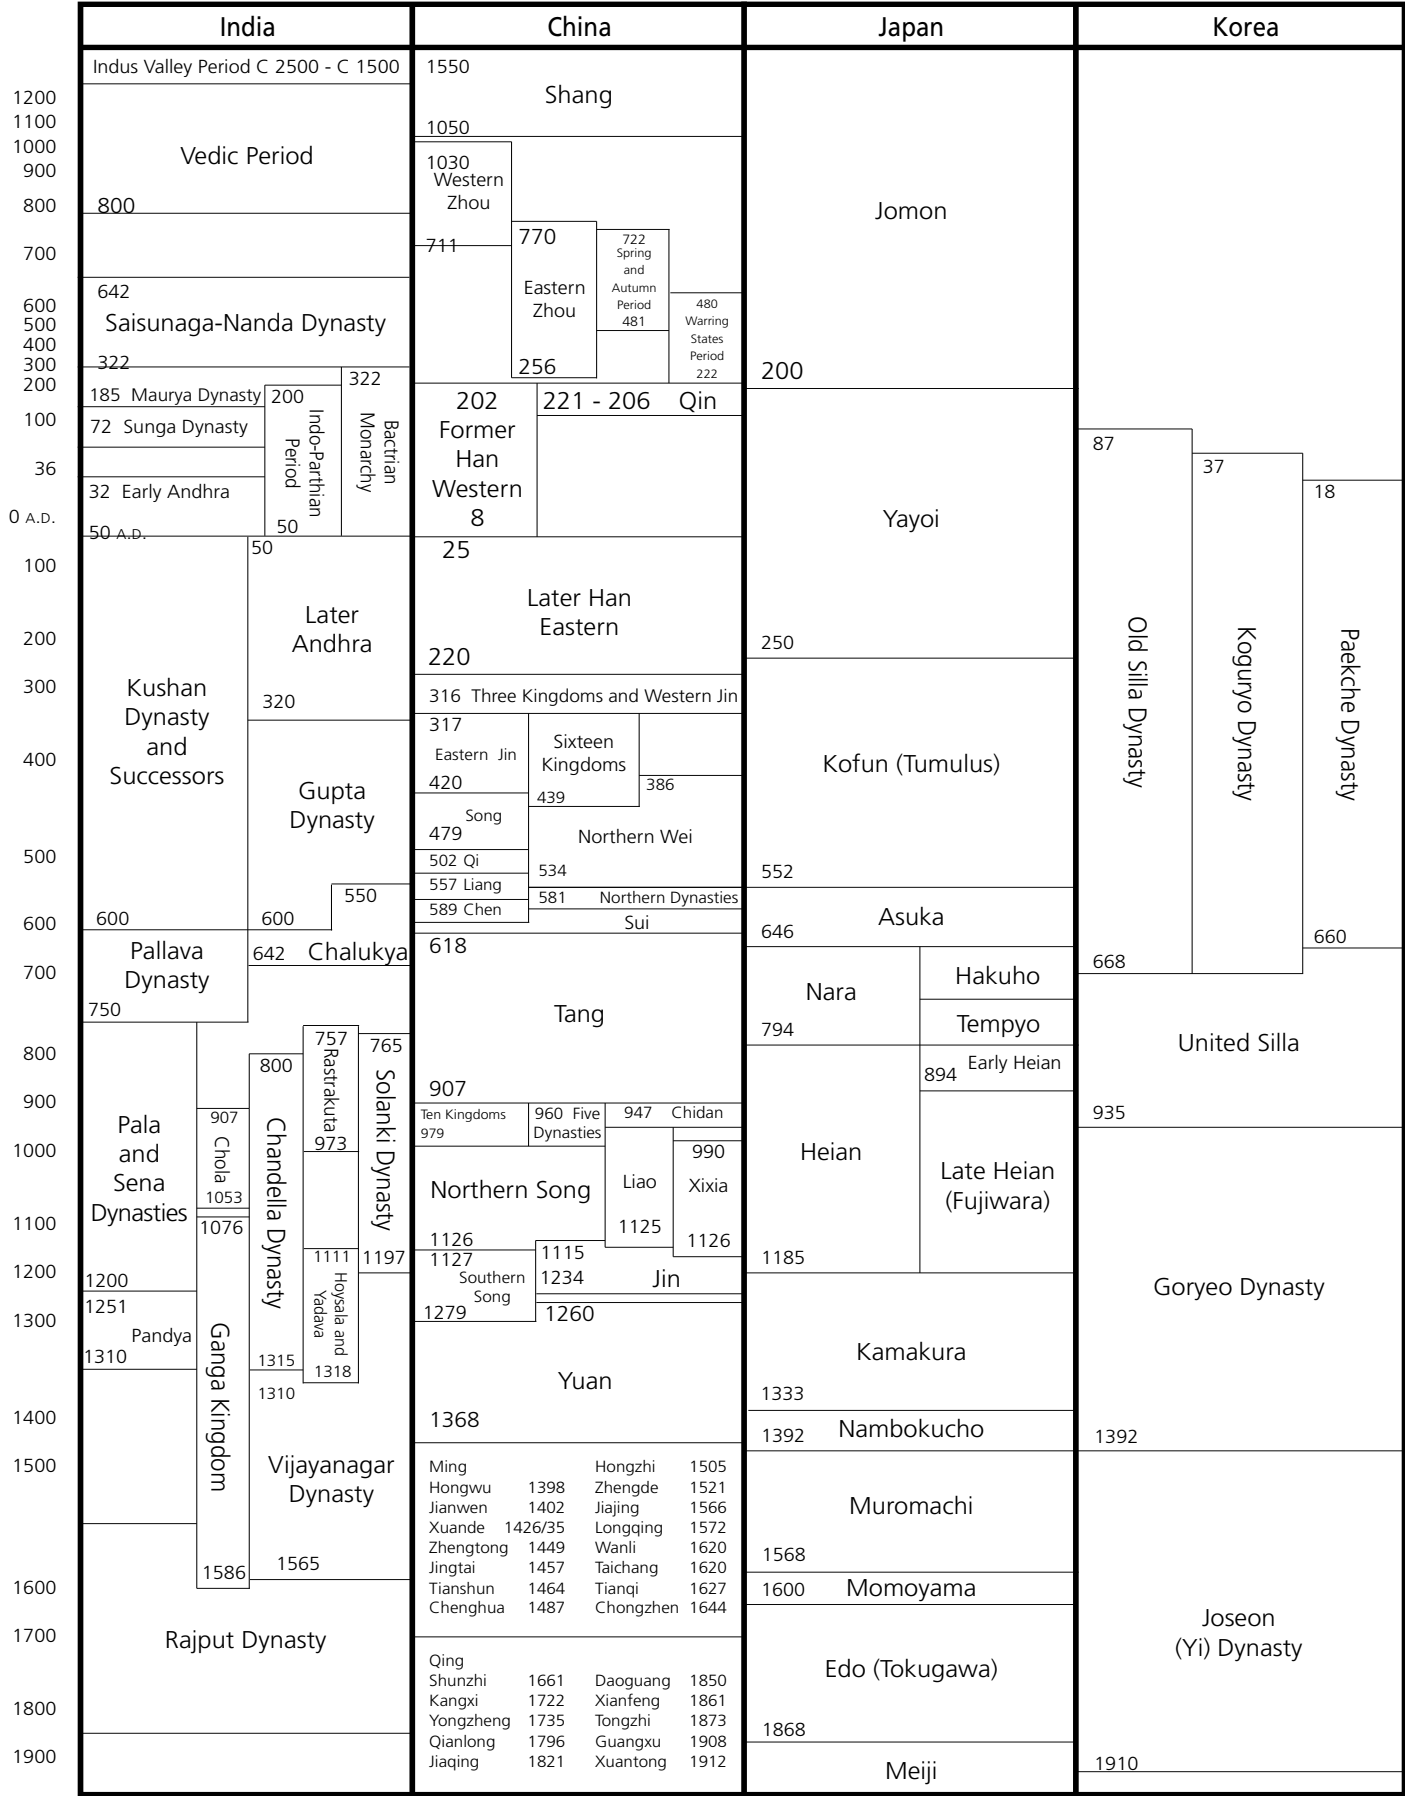 India
China
Japan
Korea
1200
1100
1000
900
800
700
600
500
400
300
200
100
36
0 A.D.
100
200
300
400
500
600
700
800
900
1000
1100
1200
1300
1400
1500
1600
1700
1800
1900
Indus Valley Period C 2500 - C 1500
Vedic Period
800
642
Saisunaga-Nanda Dynasty
322
185 Maurya Dynasty
72 Sunga Dynasty
32 Early Andhra
50 A.D.
200
Indo-Parthian
Period
50
322
Bactrian
Monarchy
Kushan
Dynasty
and
Successors
600
50
Later
Andhra
320
Gupta
Dynasty
600
550
Pallava
Dynasty
750
642 Chalukya
Pala
and
Sena
Dynasties
1200
1251
Pandya
1310
907
Chola
1053
1076
Ganga Kingdom
1586
800
Chandella Dynasty
1315
757
Rastrakuta
973
1111
Hoysala and
Yadava
1318
765
Solanki Dynasty
1197
1310
Vijayanagar
Dynasty
1565
Rajput Dynasty
1550
Shang
1050
1030
Western
Zhou
711
770
Eastern
Zhou
256
722
Spring
and
Autumn
Period
481
480
Warring
States
Period
222
202
Former
Han
Western
8
221 - 206 Qin
25
Later Han
Eastern
220
316 Three Kingdoms and Western Jin
317
Eastern Jin
420
Sixteen
Kingdoms
439
386
Song
479
Northern Wei
534
502 Qi
557 Liang
589 Chen
581 Northern Dynasties
Sui
618
Tang
907
Ten Kingdoms
979
960 Five
Dynasties
947 Chidan
Northern Song
1126
Liao
1125
990
Xixia
1126
1127
Southern
Song
1279
1115
1234 Jin
1260
Yuan
1368
Ming Hongzhi 1505
Hongwu 1398 Zhengde 1521
Jianwen 1402 Jiajing 1566
Xuande 1426/35 Longqing 1572
Zhengtong 1449 Wanli 1620
Jingtai 1457 Taichang 1620
Tianshun 1464 Tianqi 1627
Chenghua 1487 Chongzhen 1644
Qing
Shunzhi 1661 Daoguang 1850
Kangxi 1722 Xianfeng 1861
Yongzheng 1735 Tongzhi 1873
Qianlong 1796 Guangxu 1908
Jiaqing 1821 Xuantong 1912
Jomon
200
Yayoi
250
Kofun (Tumulus)
552
Asuka
646
Nara
794
Hakuho
Tempyo
Heian
1185
894 Early Heian
Late Heian
(Fujiwara)
Kamakura
1333
1392 Nambokucho
Muromachi
1568
1600 Momoyama
Edo (Tokugawa)
1868
Meiji
87
Old Silla Dynasty
668
37
Koguryo Dynasty
18
Paekche Dynasty
660
United Silla
935
Goryeo Dynasty
1392
Joseon
(Yi) Dynasty
1910